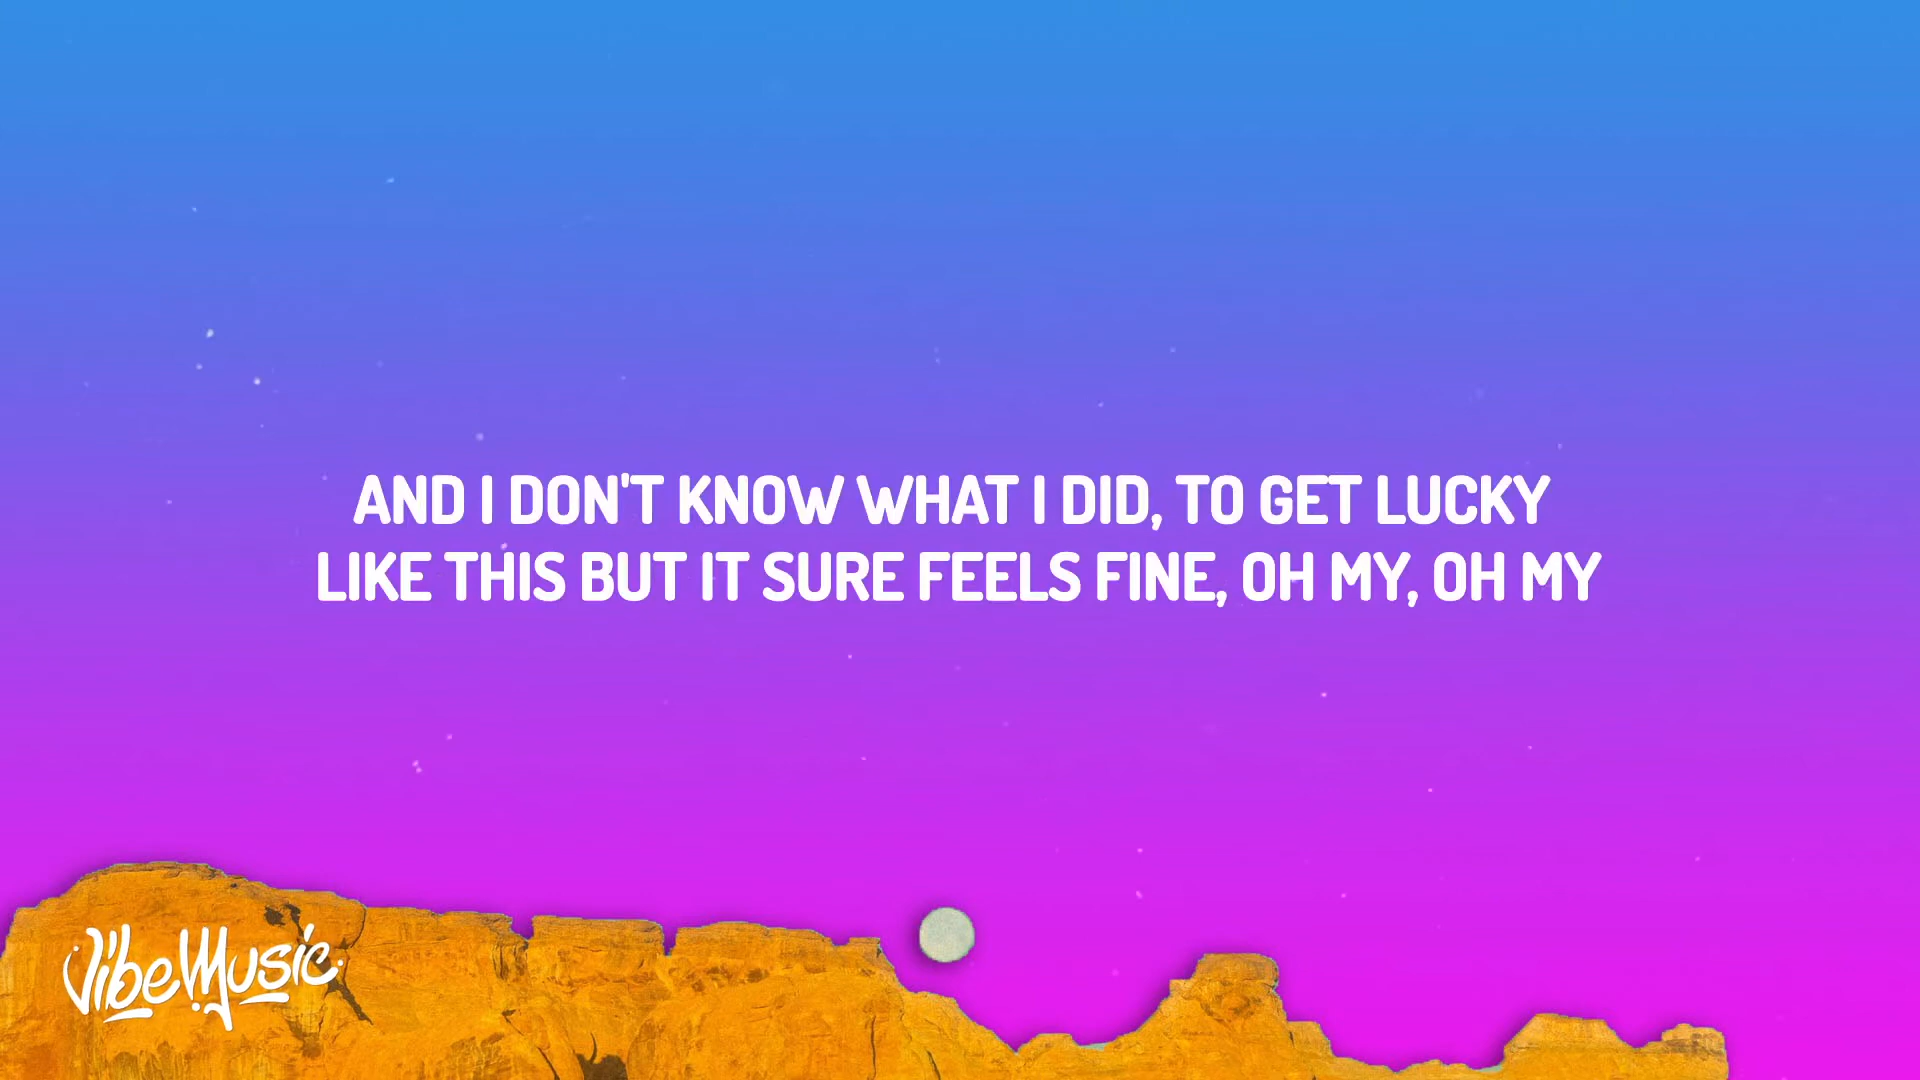 AND I DON'T KNOW WHAT I DID, TO GET LUCKY
LIKE THIS BUT IT SURE FEELS FINE, OH MY, OH MY
VibeMusic